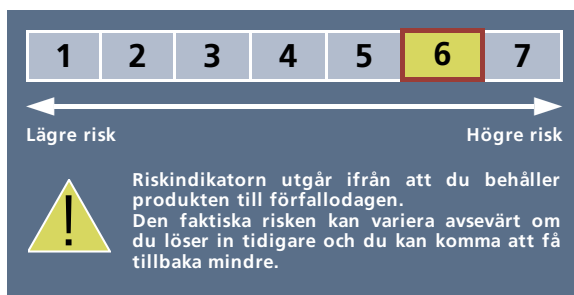 1 2 3 4 5 6 7
Lägre risk Högre risk
Riskindikatorn utgår ifrån att du behåller
produkten till förfallodagen.
Den faktiska risken kan variera avsevärt om
du löser in tidigare och du kan komma att få
tillbaka mindre.
!